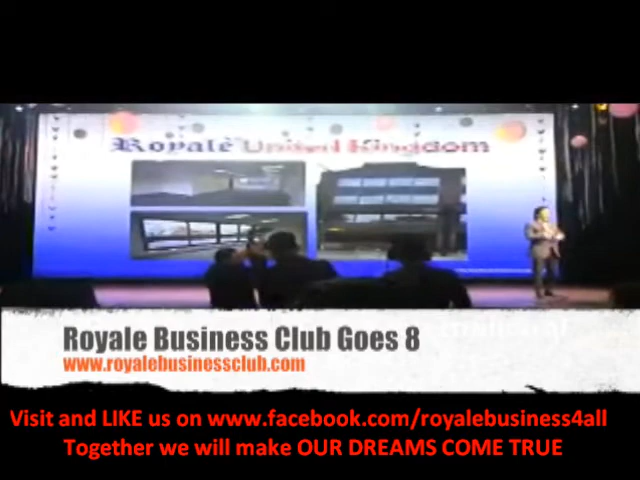 Royale United Kingdom
Royale Business Club Goes 8
www.royalebusinessclub.com
Visit and LIKE us on www.facebook.com/royalebusiness4all
Together we will make OUR DREAMS COME TRUE